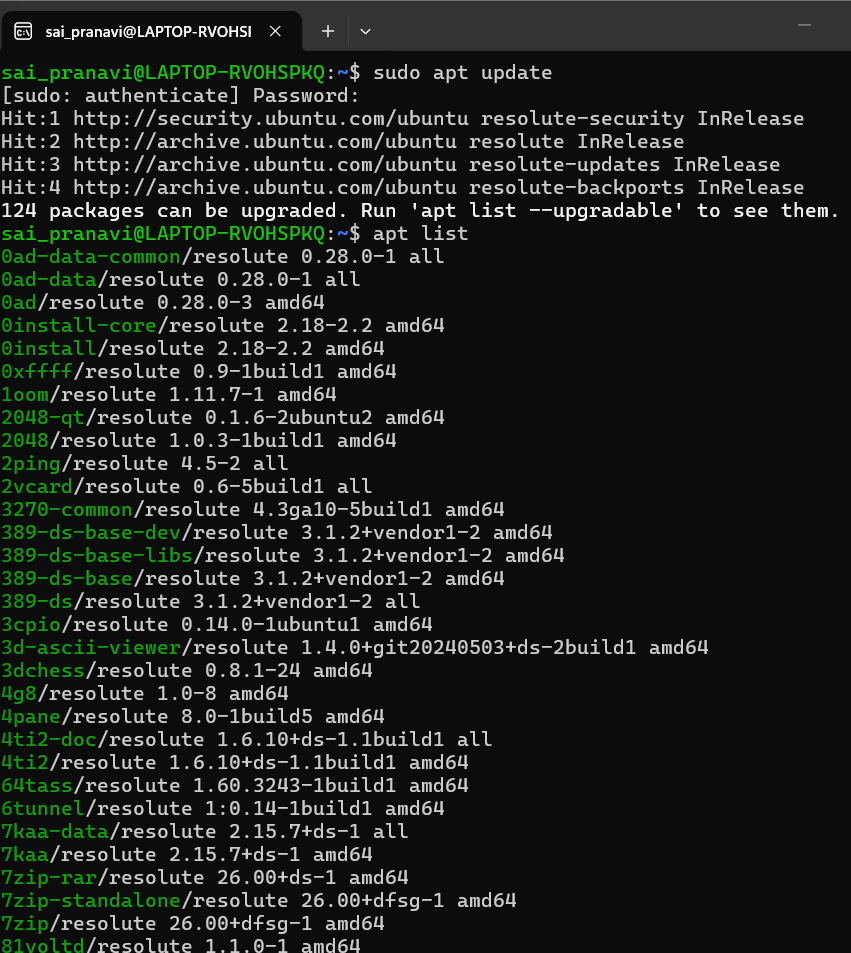 sai_pranavi@LAPTOP-RVOHSI
sai_pranavi@LAPTOP-RVOHSPKQ:~$ sudo apt update
[sudo: authenticate] Password:
Hit:1 http://security.ubuntu.com/ubuntu resolute-security InRelease
Hit:2 http://archive.ubuntu.com/ubuntu resolute InRelease
Hit:3 http://archive.ubuntu.com/ubuntu resolute-updates InRelease
Hit:4 http://archive.ubuntu.com/ubuntu resolute-backports InRelease
124 packages can be upgraded. Run 'apt list --upgradable' to see them.
sai_pranavi@LAPTOP-RVOHSPKQ:~$ apt list
0ad-data-common/resolute 0.28.0-1 all
0ad-data/resolute 0.28.0-1 all
0ad/resolute 0.28.0-3 amd64
0install-core/resolute 2.18-2.2 amd64
0install/resolute 2.18-2.2 amd64
0xffff/resolute 0.9-1build1 amd64
1oom/resolute 1.11.7-1 amd64
2048-qt/resolute 0.1.6-2ubuntu2 amd64
2048/resolute 1.0.3-1build1 amd64
2ping/resolute 4.5-2 all
2vcard/resolute 0.6-5build1 all
3270-common/resolute 4.3ga10-5build1 amd64
389-ds-base-dev/resolute 3.1.2+vendor1-2 amd64
389-ds-base-libs/resolute 3.1.2+vendor1-2 amd64
389-ds-base/resolute 3.1.2+vendor1-2 amd64
389-ds/resolute 3.1.2+vendor1-2 all
3cpio/resolute 0.14.0-1ubuntu1 amd64
3d-ascii-viewer/resolute 1.4.0+git20240503+ds-2build1 amd64
3dchess/resolute 0.8.1-24 amd64
4g8/resolute 1.0-8 amd64
4pane/resolute 8.0-1build5 amd64
4ti2-doc/resolute 1.6.10+ds-1.1build1 all
4ti2/resolute 1.6.10+ds-1.1build1 amd64
64tass/resolute 1.60.3243-1build1 amd64
6tunnel/resolute 1:0.14-1build1 amd64
7kaa-data/resolute 2.15.7+ds-1 all
7kaa/resolute 2.15.7+ds-1 amd64
7zip-rar/resolute 26.00+ds-1 amd64
7zip-standalone/resolute 26.00+dfsg-1 amd64
7zip/resolute 26.00+dfsg-1 amd64
81voltd/resolute 1.1.0-1 amd64